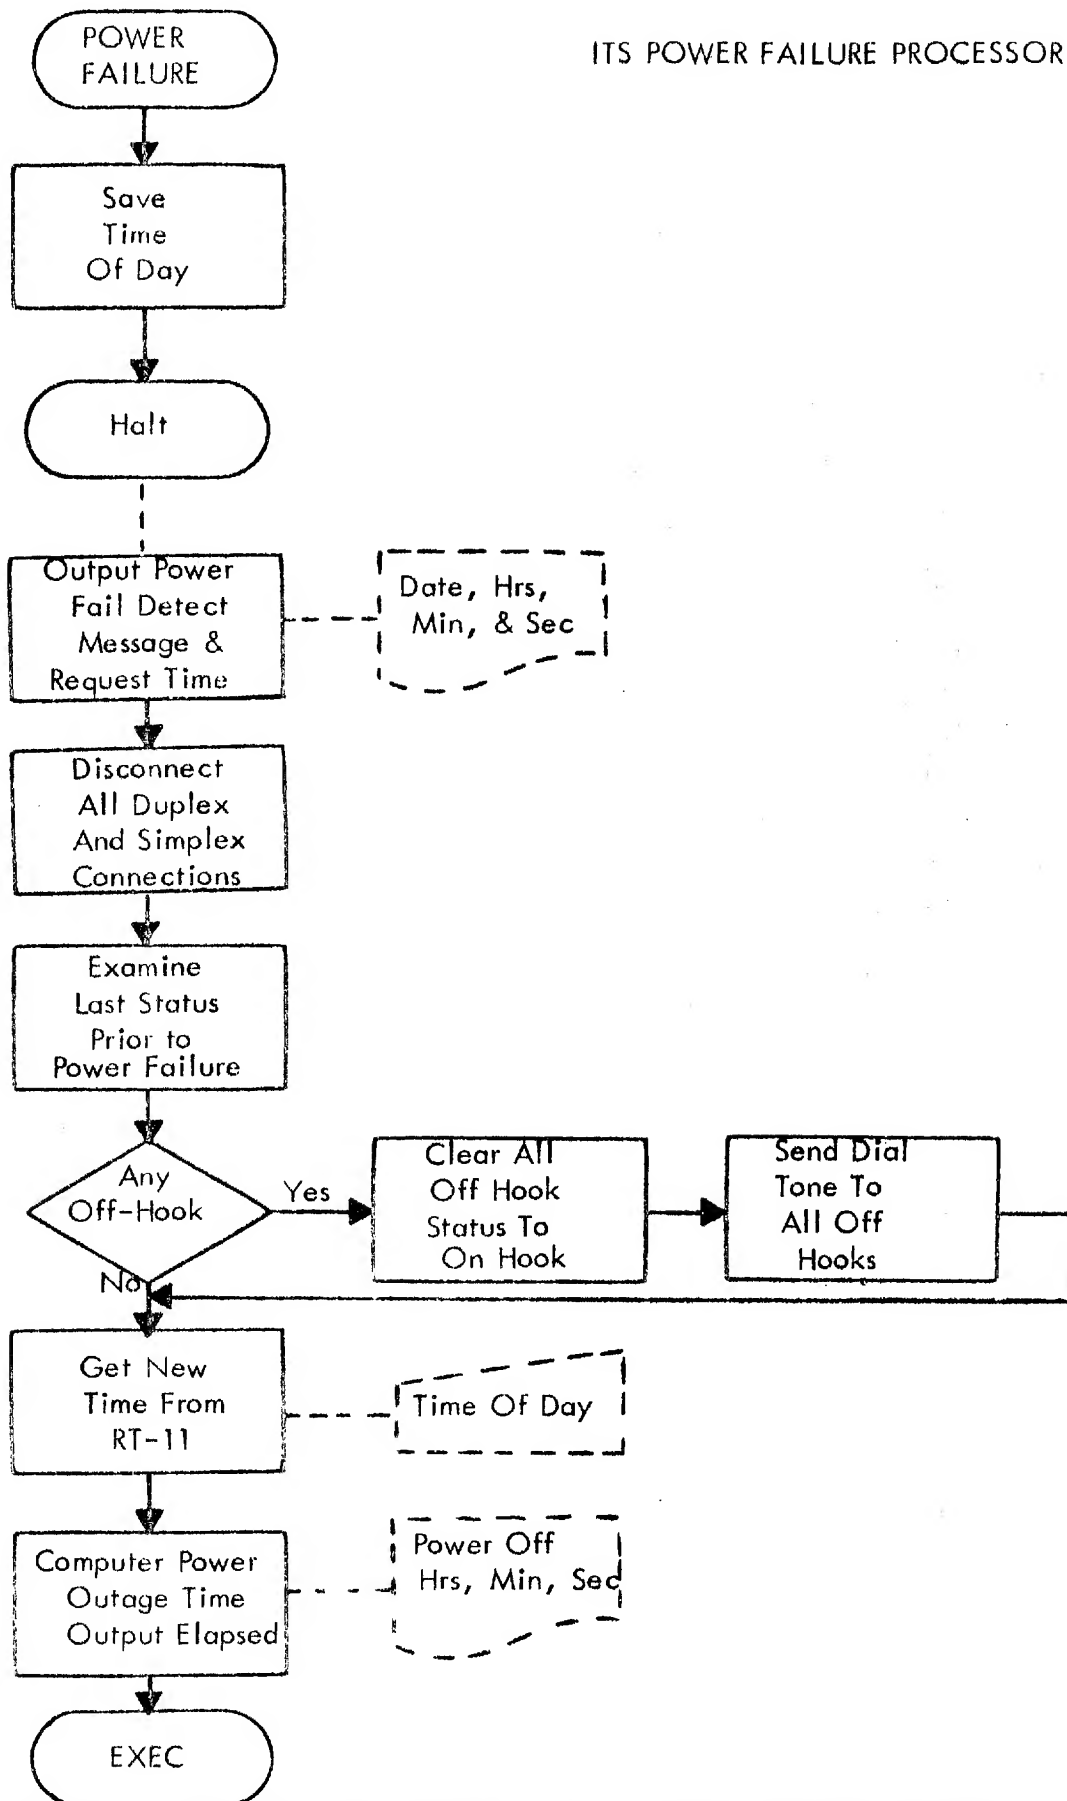 ITS POWER FAILURE PROCESSOR
POWER
FAILURE
Save
Time
Of Day
Halt
Output Power
Fail Detect
Message &
Request Time
Date, Hrs,
Min, & Sec
Disconnect
All Duplex
And Simplex
Connections
Examine
Last Status
Prior to
Power Failure
Any
Off-Hook
Yes
Clear All
Off Hook
Status To
On Hook
Send Dial
Tone To
All Off
Hooks
No
Get New
Time From
RT-11
Time Of Day
Computer Power
Outage Time
Output Elapsed
Power Off
Hrs, Min, Sec
EXEC